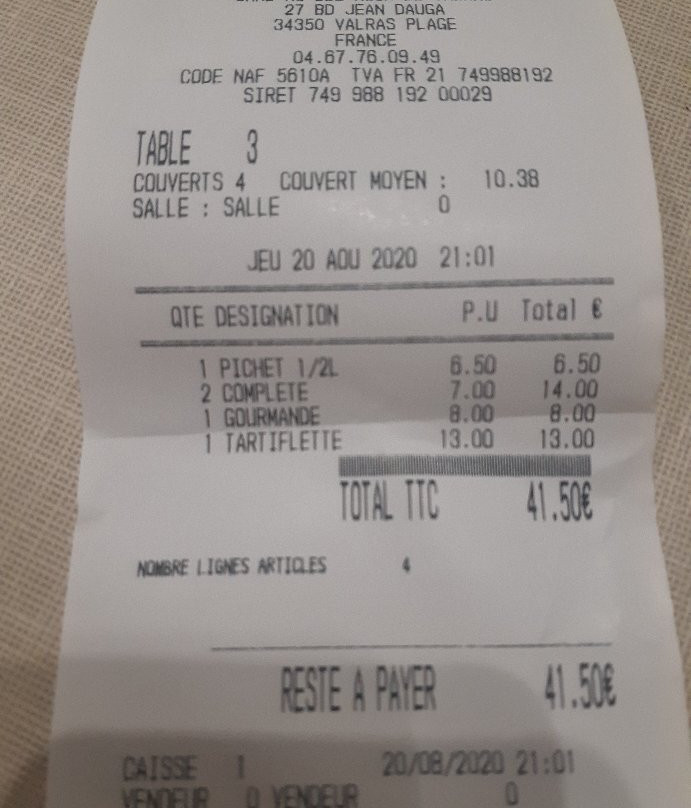 27 BD JEAN DAUGA
34350 VALRAS PLAGE
FRANCE
04.67.76.09.49
CODE NAF 5610A TVA FR 21 749988192
SIRET 749 988 192 00029
TABLE 3
COUVERTS 4 COUVERT MOYEN : 10.38
SALLE : SALLE 0
JEU 20 AOU 2020 21:01
QTE DESIGNATION P.U Total €
1 PICHET 1/2L 6.50 6.50
2 COMPLETE 7.00 14.00
1 GOURMANDE 8.00 8.00
1 TARTIFLETTE 13.00 13.00
TOTAL TTC 41.50€
NOMBRE LIGNES ARTICLES 4
RESTE A PAYER 41.50€
CAISSE 1 20/08/2020 21:01
VENDEUR 0 VENDEUR 0